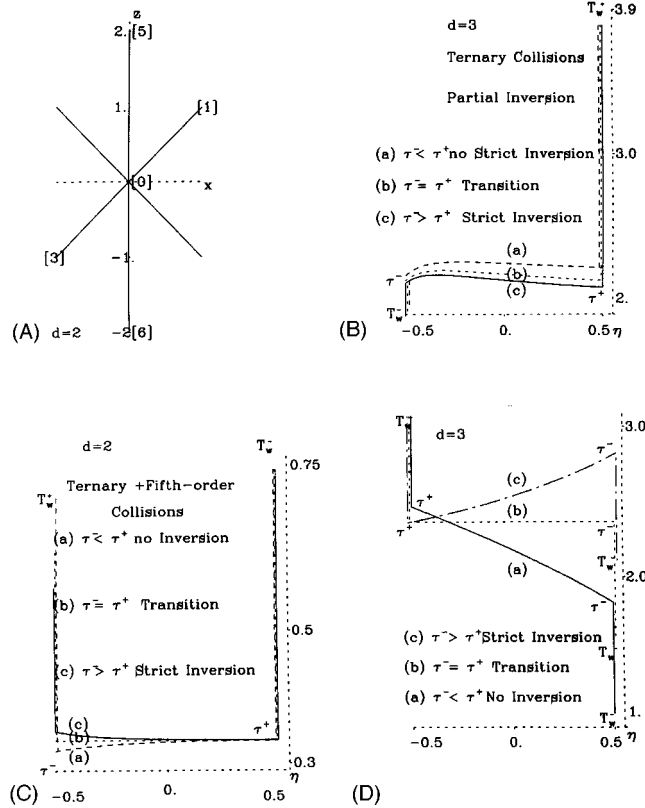 z
2.
[5]
1.
[1]
[0]
x
[3]
-1.
-2
[6]
(A)
d=2
T_w^+
3.9
d=3
Ternary Collisions
Partial Inversion
3.0
(a) τ^-< τ^+ no Strict Inversion
(b) τ^-= τ^+ Transition
(c) τ^-> τ^+ Strict Inversion
(a)
τ^-
(b)
(c)
τ^+
T_w^-
2.
(B)
-0.5
0.
0.5
η
d=2
T_w^-
0.75
T_w^+
Ternary +Fifth-order
Collisions
(a) τ^-< τ^+ no Inversion
(b) τ^-= τ^+ Transition
0.5
(c) τ^-> τ^+ Strict Inversion
(c)
τ^+
(b)
(a)
τ^-
0.3
(C)
-0.5
0.
0.5
η
d=3
3.0
τ^-
(c)
τ^+
(b)
τ^+
τ^-
T_w^-
(a)
2.0
τ^-
(c) τ^-> τ^+ Strict Inversion
T_w^-
(b) τ^-= τ^+ Transition
(a) τ^-< τ^+ No Inversion
T_w^-
1.
(D)
-0.5
0.
0.5
η